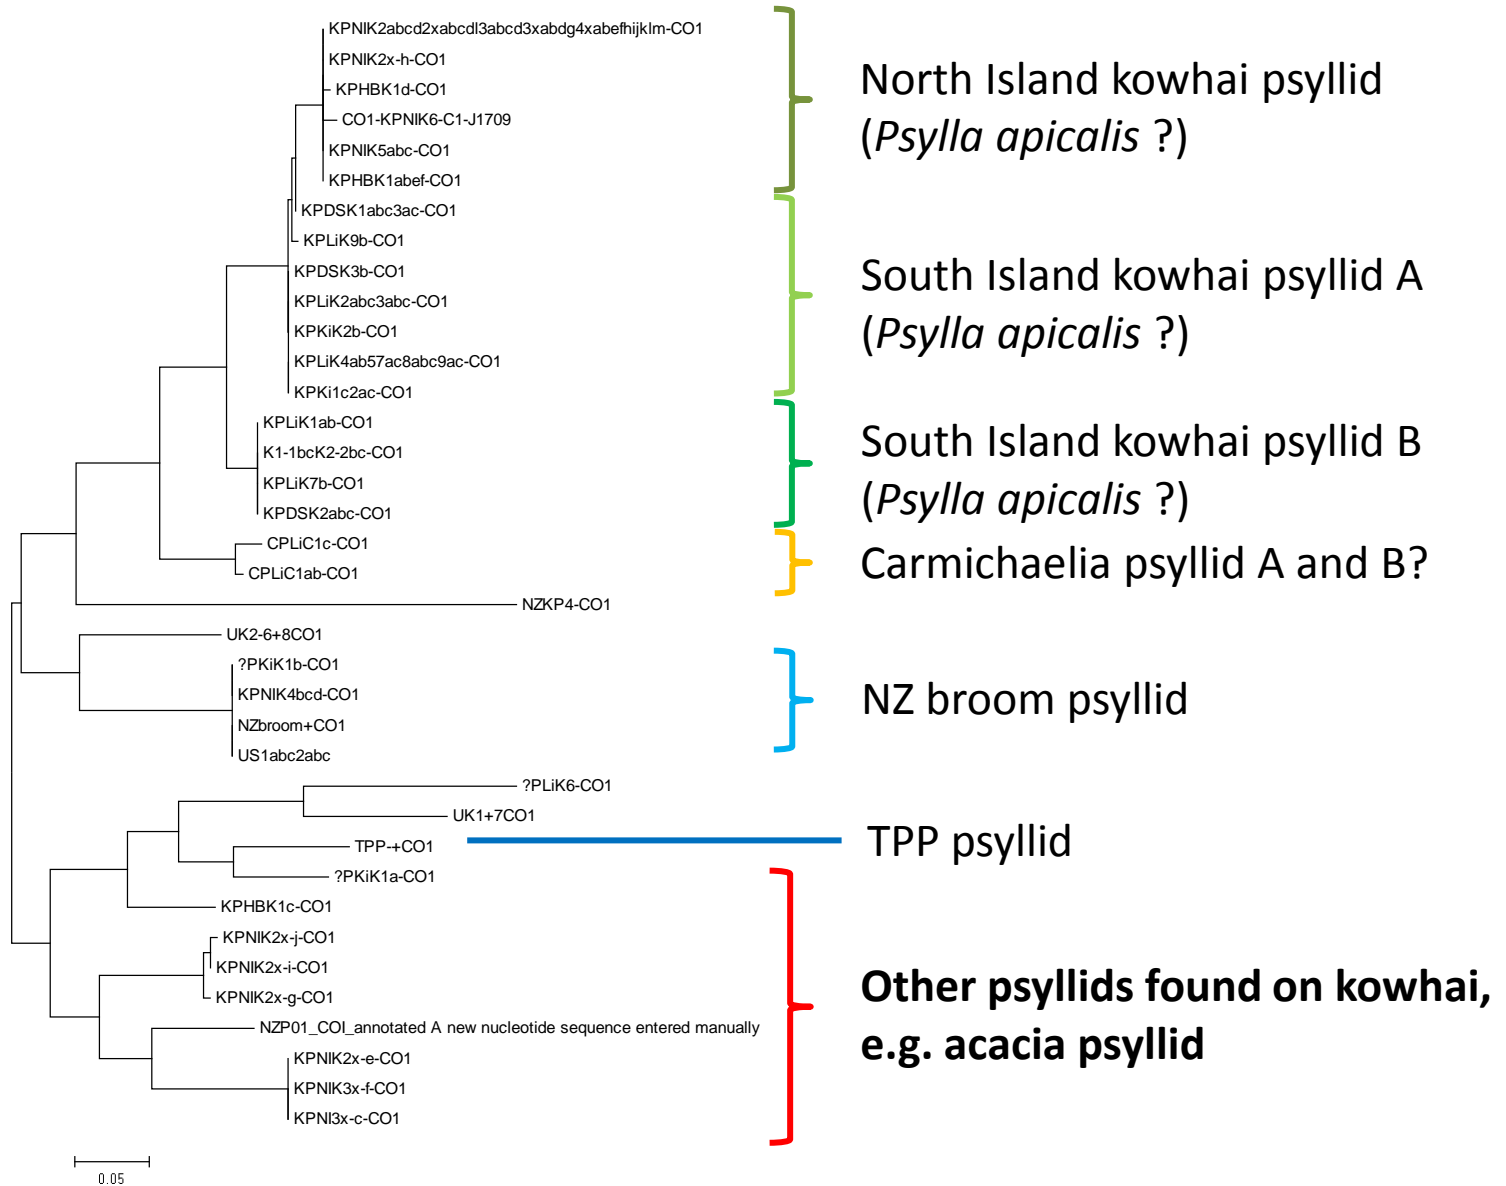 KPNIK2abcd2xabcdl3abcd3xabdg4xabefhijklm-CO1
KPNIK2x-h-CO1
KPHBK1d-CO1
CO1-KPNIK6-C1-J1709
KPNIK5abc-CO1
KPHBK1abef-CO1
KPDSK1abc3ac-CO1
KPLiK9b-CO1
KPDSK3b-CO1
KPLiK2abc3abc-CO1
KPKiK2b-CO1
KPLiK4ab57ac8abc9ac-CO1
KPKi1c2ac-CO1
KPLiK1ab-CO1
K1-1bcK2-2bc-CO1
KPLiK7b-CO1
KPDSK2abc-CO1
CPLiC1c-CO1
CPLiC1ab-CO1
NZKP4-CO1
UK2-6+8CO1
?PKiK1b-CO1
KPNIK4bcd-CO1
NZbroom+CO1
US1abc2abc
?PLiK6-CO1
UK1+7CO1
TPP-+CO1
?PKiK1a-CO1
KPHBK1c-CO1
KPNIK2x-j-CO1
KPNIK2x-i-CO1
KPNIK2x-g-CO1
NZP01_COI_annotated A new nucleotide sequence entered manually
KPNIK2x-e-CO1
KPNIK3x-f-CO1
KPNI3x-c-CO1
0.05
North Island kowhai psyllid
(Psylla apicalis ?)
South Island kowhai psyllid A
(Psylla apicalis ?)
South Island kowhai psyllid B
(Psylla apicalis ?)
Carmichaelia psyllid A and B?
NZ broom psyllid
TPP psyllid
Other psyllids found on kowhai,
e.g. acacia psyllid